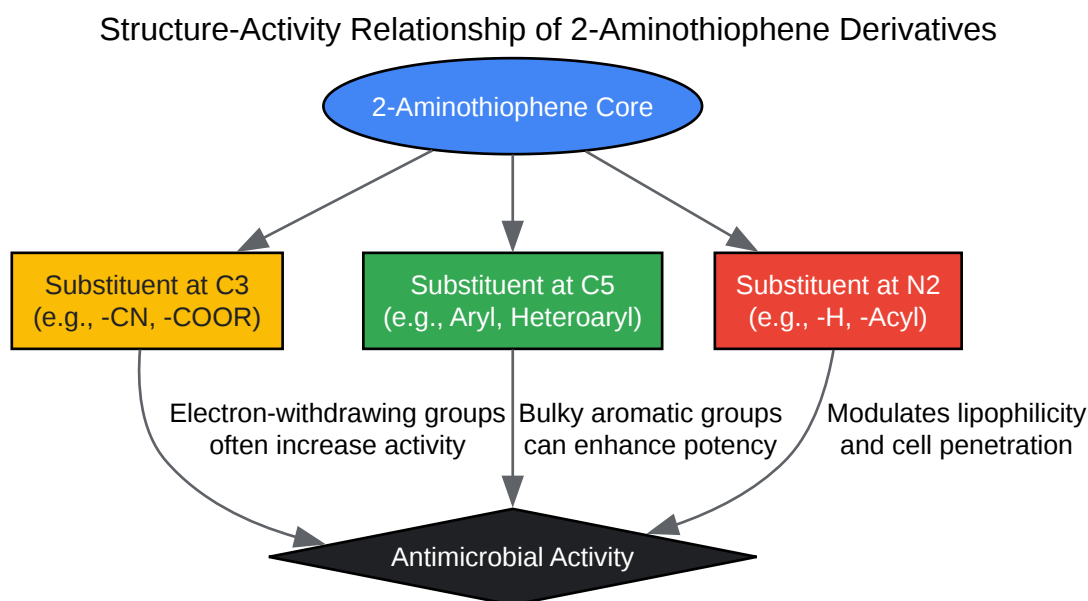 Structure-Activity Relationship of 2-Aminothiophene Derivatives
2-Aminothiophene Core
Substituent at C3
(e.g., -CN, -COOR)
Substituent at C5
(e.g., Aryl, Heteroaryl)
Substituent at N2
(e.g., -H, -Acyl)
Electron-withdrawing groups
often increase activity
Bulky aromatic groups
can enhance potency
Modulates lipophilicity
and cell penetration
Antimicrobial Activity